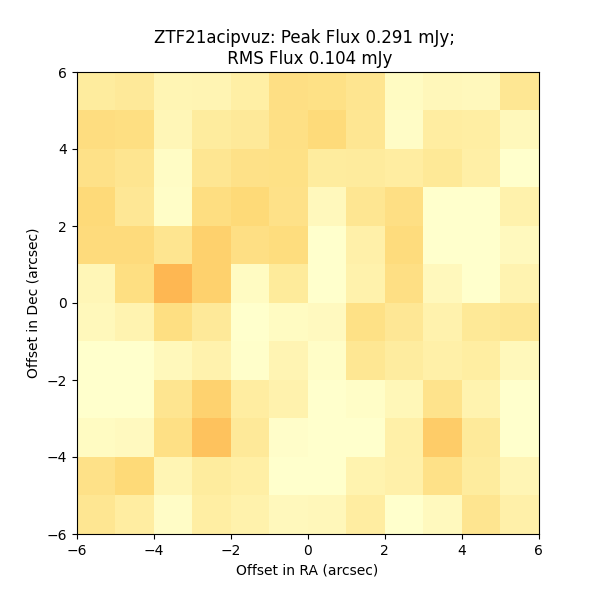 ZTF21acipvuz: Peak Flux 0.291 mJy;
RMS Flux 0.104 mJy
6
4
2
0
−2
−4
−6
Offset in Dec (arcsec)
−6 −4 −2 0 2 4 6
Offset in RA (arcsec)